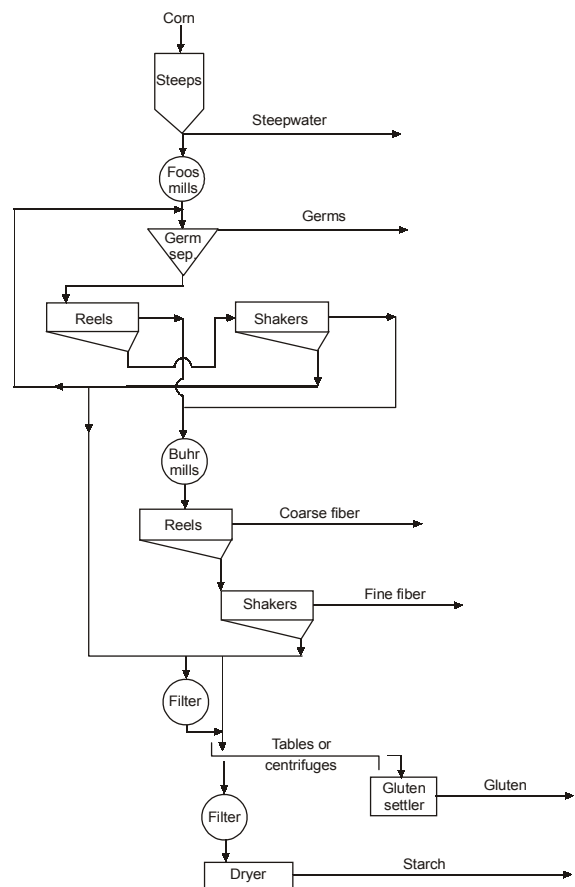 Corn
Steeps
Steepwater
Foos
mills
Germs
Germ
sep.
Reels
Shakers
Buhr
mills
Reels
Coarse fiber
Shakers
Fine fiber
Filter
Tables or
centrifuges
Gluten
settler
Gluten
Filter
Dryer
Starch